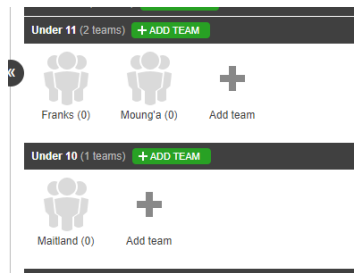 Under 11 (2 teams) + ADD TEAM
Franks (0) Moung'a (0) Add team
Under 10 (1 teams) + ADD TEAM
Maitland (0) Add team